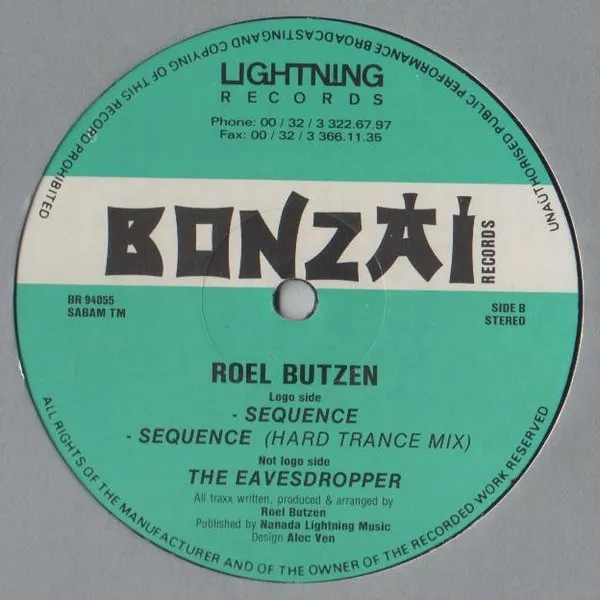 UNAUTHORISED PUBLIC PERFORMANCE BROADCASTING AND COPYING OF THIS RECORD PROHIBITED
LIGHTNING
RECORDS
Phone: 00 / 32 / 3 322.67.97
Fax: 00 / 32 / 3 366.11.35
BONZAI
RECORDS
BR 94055
SABAM TM
SIDE B
STEREO
ROEL BUTZEN
Logo side
- SEQUENCE
- SEQUENCE (HARD TRANCE MIX)
Not logo side
THE EAVESDROPPER
All traxx written, produced & arranged by
Roel Butzen
Published by Nanada Lightning Music
Design Alec Ven
ALL RIGHTS OF THE MANUFACTURER AND OF THE OWNER OF THE RECORDED WORK RESERVED